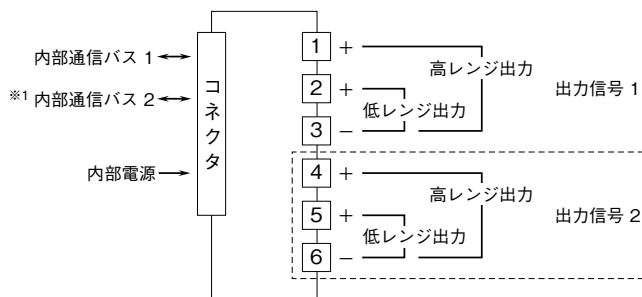 内部通信バス 1
※1 内部通信バス 2
内部電源
コネクタ
1 +
高レンジ出力
2 +
低レンジ出力
3 −
出力信号 1
4 +
高レンジ出力
5 +
低レンジ出力
6 −
出力信号 2